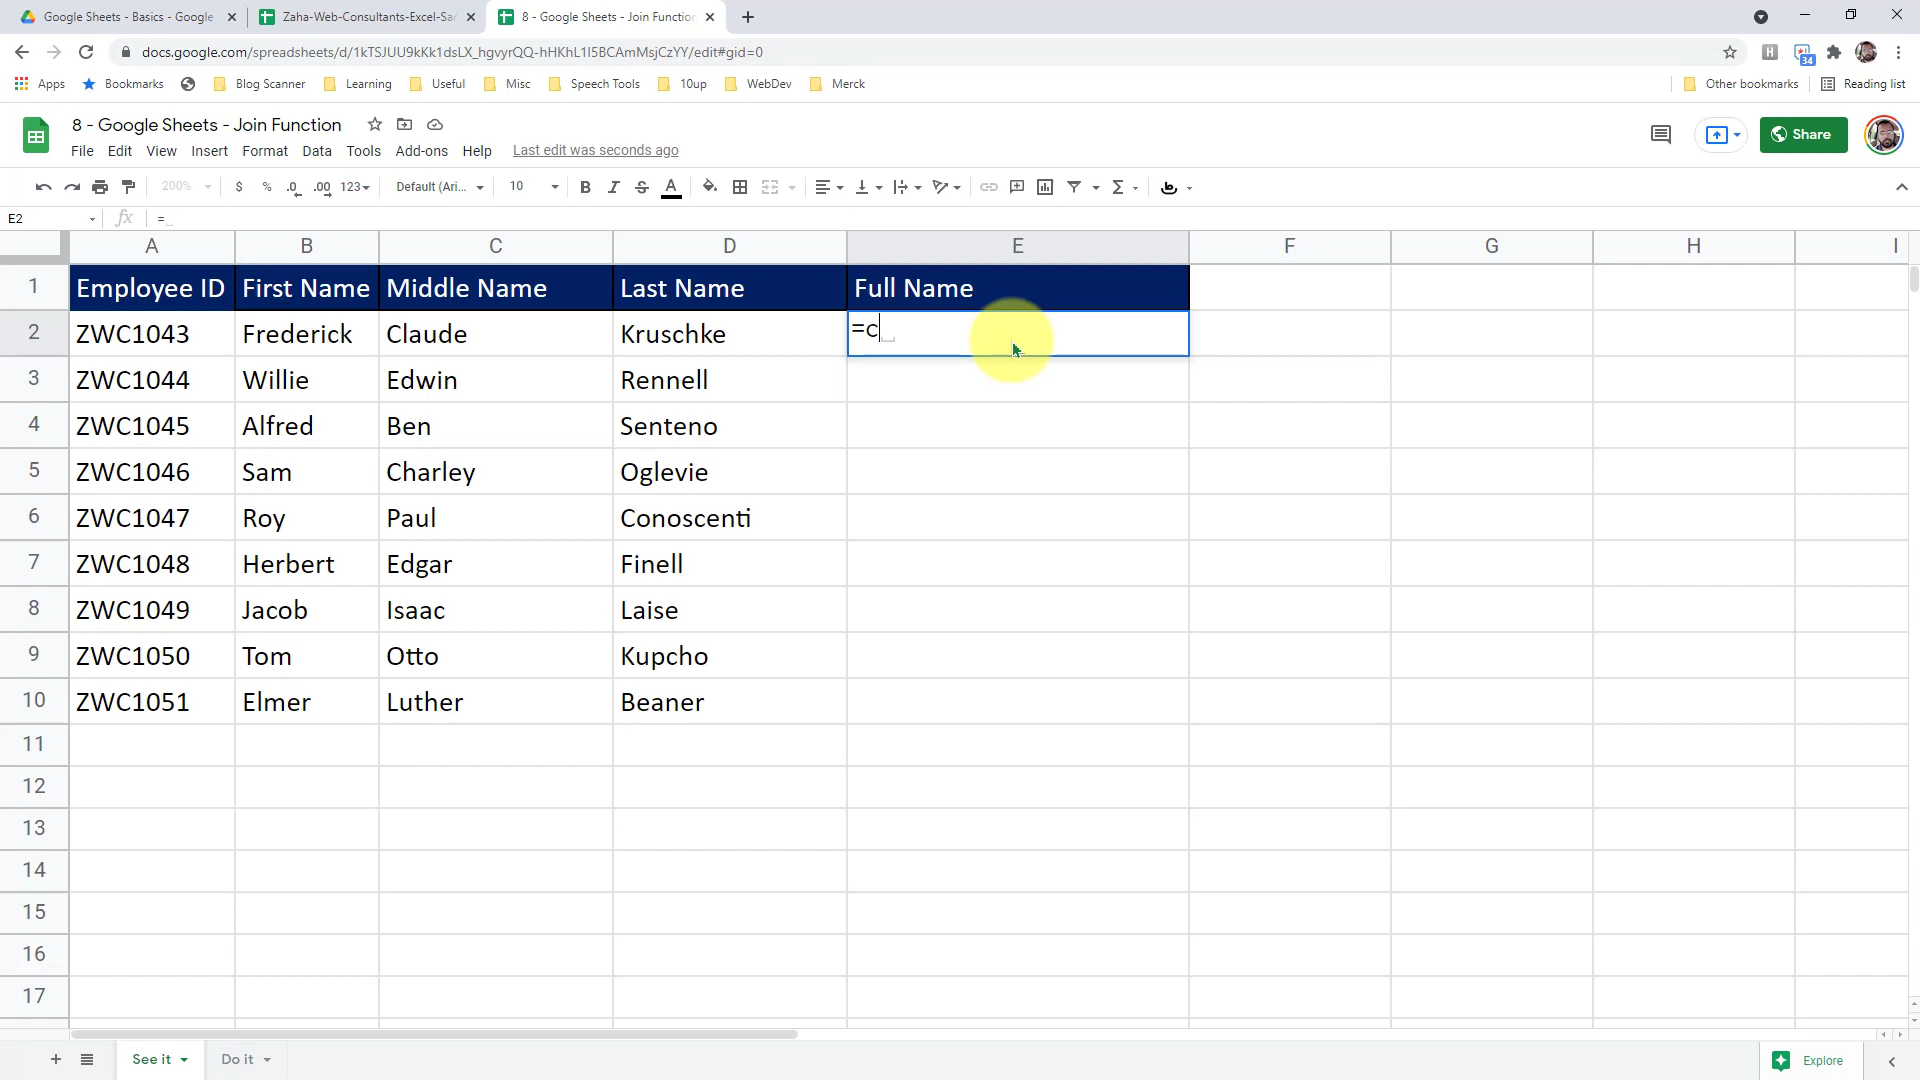 Google Sheets - Basics - Google
Zaha-Web-Consultants-Excel-Sar
8 - Google Sheets - Join Function
docs.google.com/spreadsheets/d/1kTSJUU9kKk1dsLX_hgvyrQQ-hHKhL1I5BCAmMsjCzYY/edit#gid=0
34
Apps Bookmarks Blog Scanner Learning Useful Misc Speech Tools 10up WebDev Merck Other bookmarks Reading list
8 - Google Sheets - Join Function
Share
File Edit View Insert Format Data Tools Add-ons Help Last edit was seconds ago
200% $ % .0 .00 123 Default (Ari... 10 B I S A Σ
E2 fx =
A B C D E F G H I
1 Employee ID First Name Middle Name Last Name Full Name
2 ZWC1043 Frederick Claude Kruschke =c
3 ZWC1044 Willie Edwin Rennell
4 ZWC1045 Alfred Ben Senteno
5 ZWC1046 Sam Charley Oglevie
6 ZWC1047 Roy Paul Conoscenti
7 ZWC1048 Herbert Edgar Finell
8 ZWC1049 Jacob Isaac Laise
9 ZWC1050 Tom Otto Kupcho
10 ZWC1051 Elmer Luther Beaner
11
12
13
14
15
16
17
See it Do it Explore